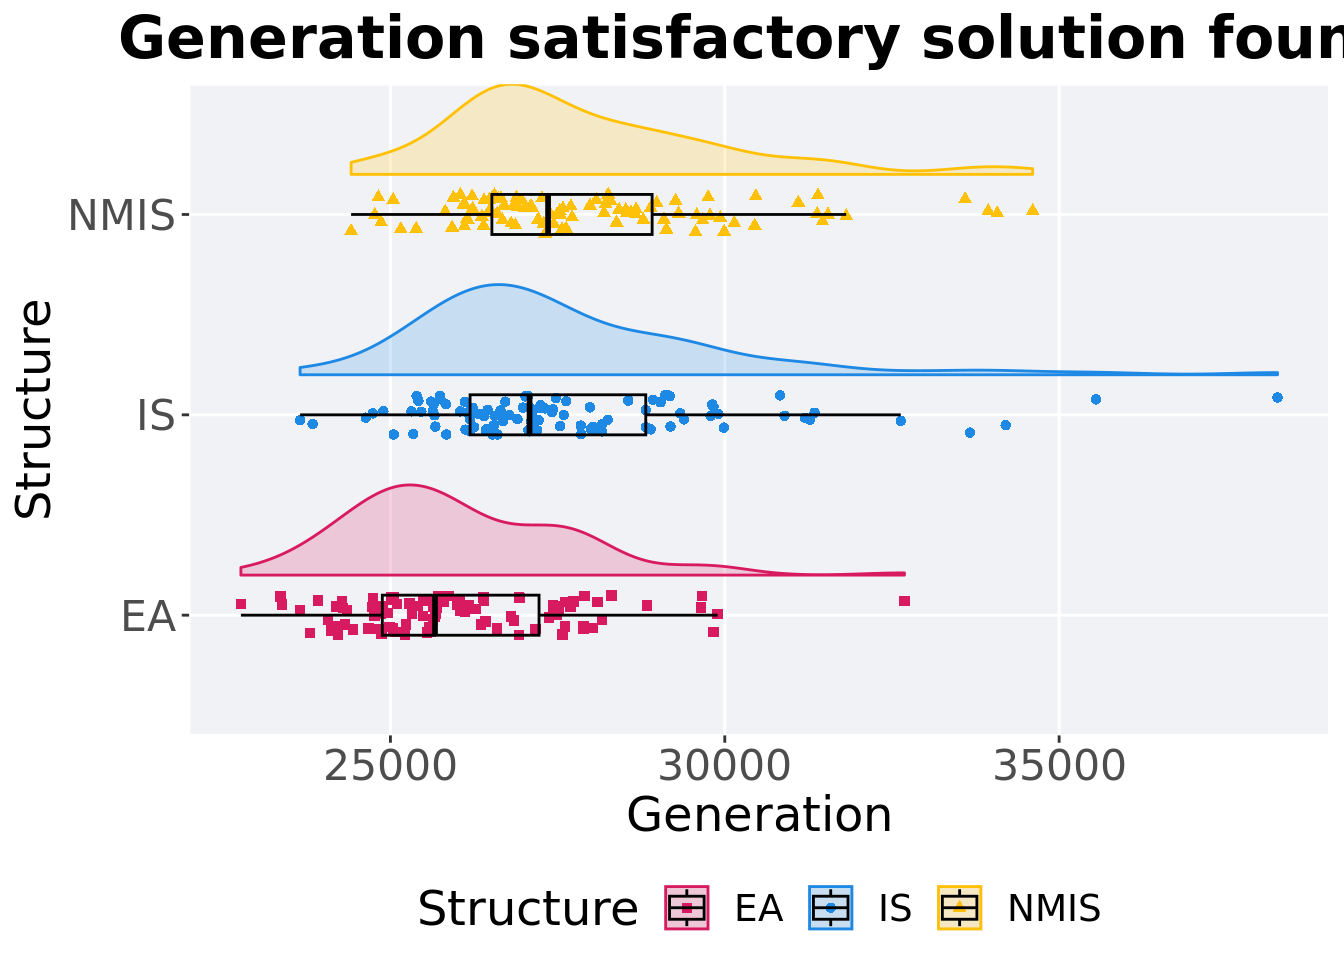 Generation satisfactory solution foun
NMIS
IS
EA
Structure
25000 30000 35000
Generation
Structure EA IS NMIS